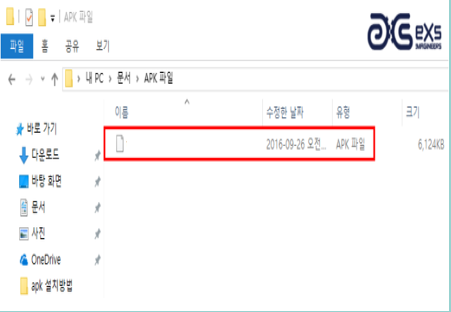 APK 파일
파일 홈 공유 보기
내 PC > 문서 > APK 파일
이름 수정한 날짜 유형 크기
바로 가기
2016-09-26 오전... APK 파일 6,124KB
다운로드
바탕 화면
문서
사진
OneDrive
apk 설치방법
eXs